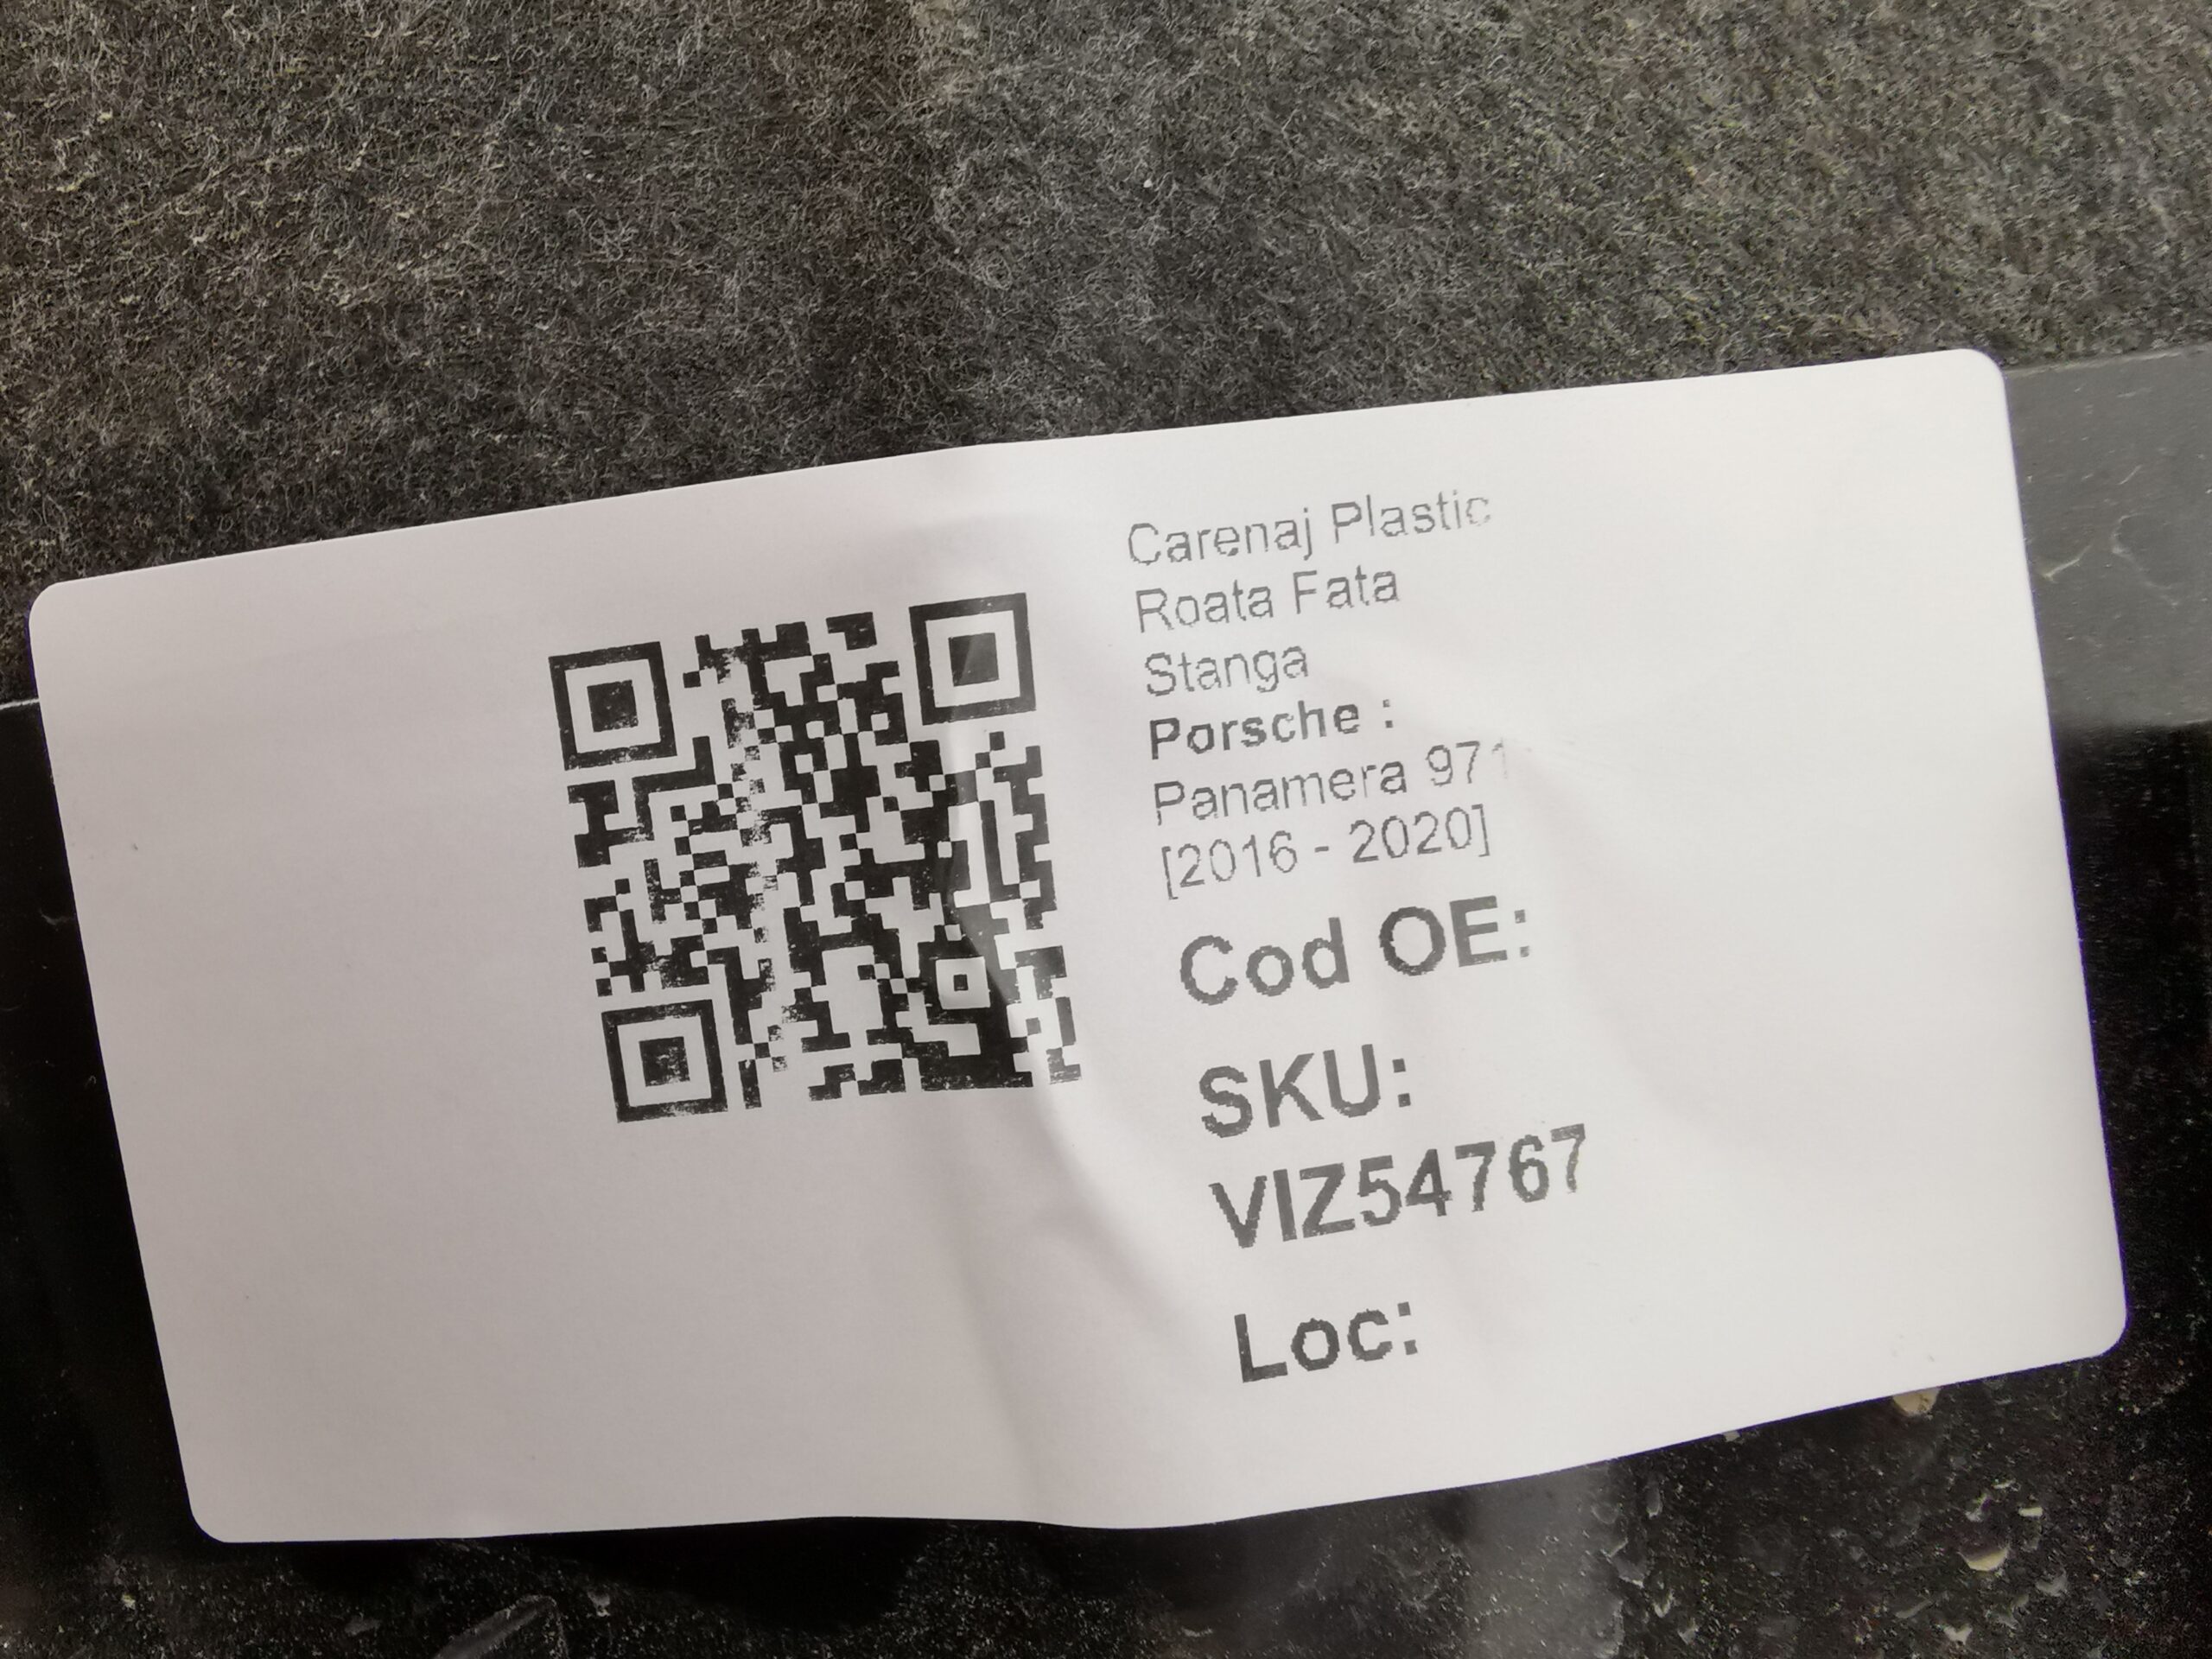 Carenaj Plastic
Roata Fata
Stanga
Porsche :
Panamera 971
[2016 - 2020]
Cod OE:
SKU:
VIZ54767
Loc: